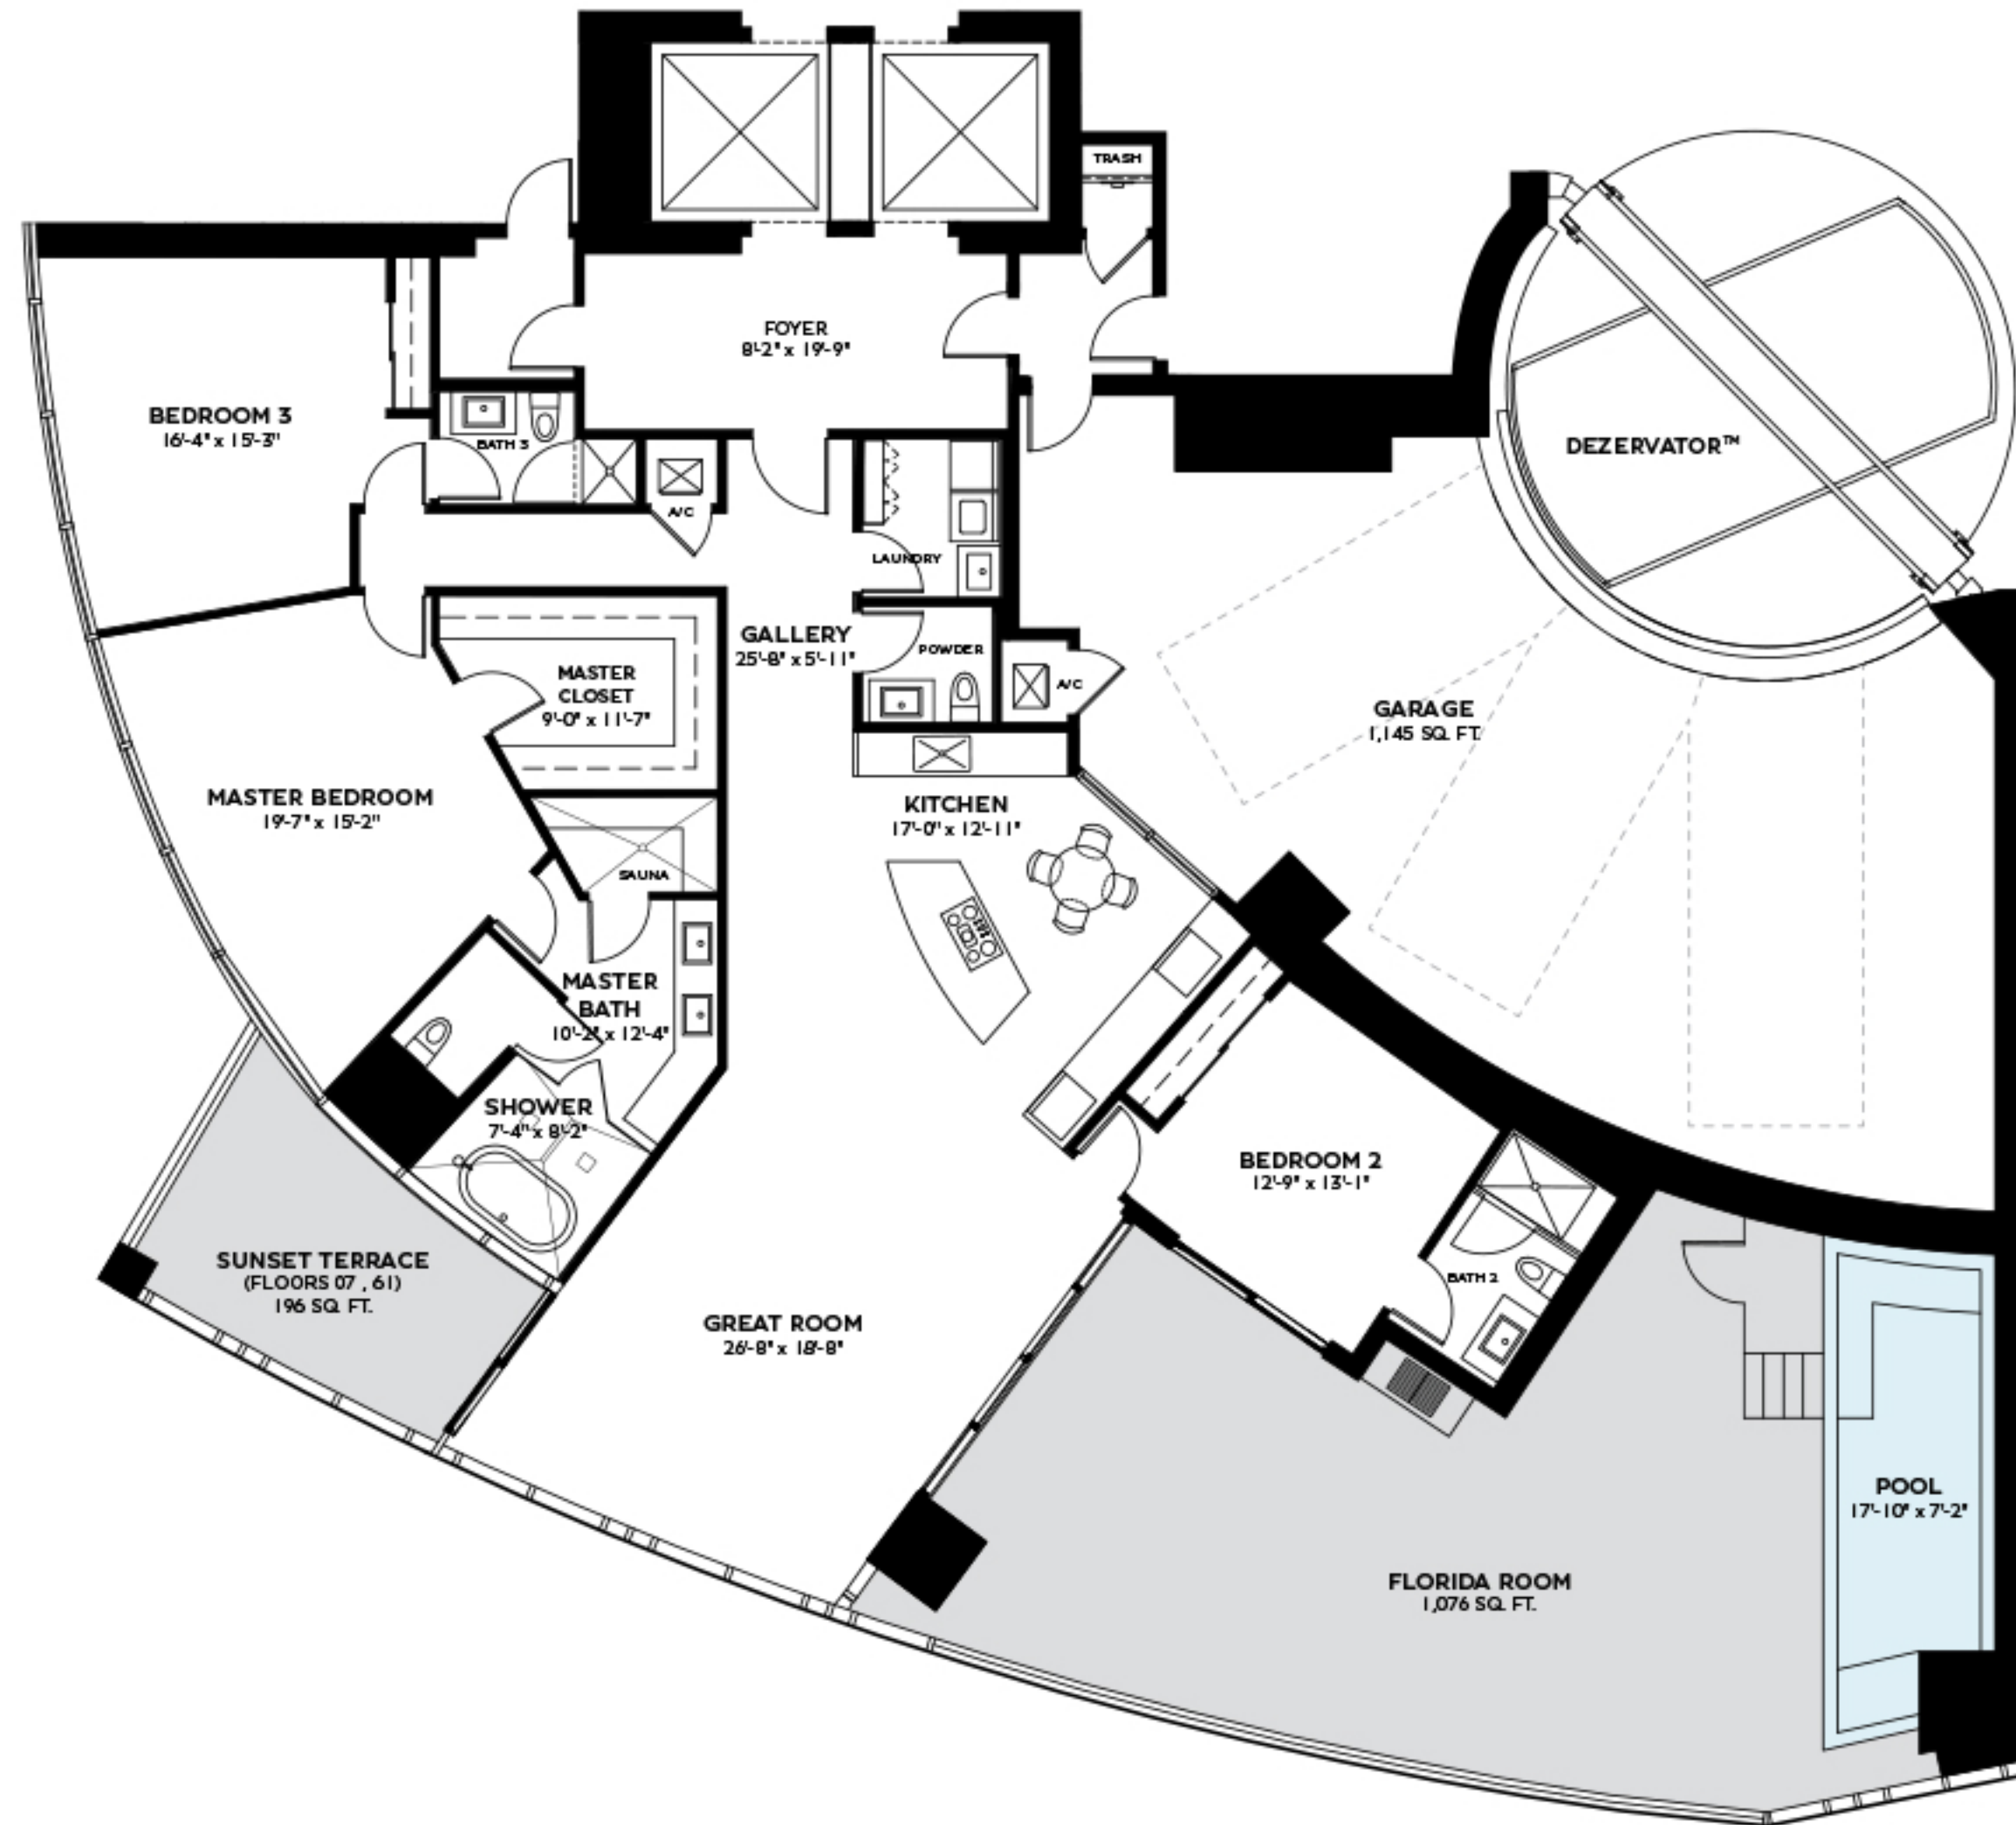 TRASH
FOYER
8'-2" x 19'-9"
BEDROOM 3
16'-4" x 15'-3"
BATH 3
DEZERVATOR™
A/C
LAUNDRY
GALLERY
25'-8" x 5'-11"
POWDER
MASTER
CLOSET
9'-0" x 11'-7"
A/C
GARAGE
1,145 SQ. FT.
MASTER BEDROOM
19'-7" x 15'-2"
KITCHEN
17'-0" x 12'-11"
SAUNA
MASTER
BATH
10'-2" x 12'-4"
SHOWER
7'-4" x 8'-2"
BEDROOM 2
12'-9" x 13'-1"
SUNSET TERRACE
(FLOORS 07 , 61)
196 SQ. FT.
BATH 2
GREAT ROOM
26'-8" x 18'-8"
POOL
17'-10" x 7'-2"
FLORIDA ROOM
1,076 SQ. FT.